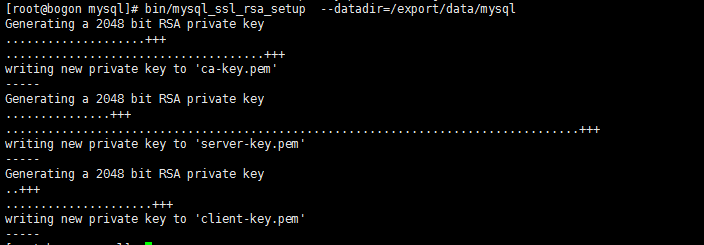 [root@bogon mysql]# bin/mysql_ssl_rsa_setup  --datadir=/export/data/mysql
Generating a 2048 bit RSA private key
...................+++
....................................+++
writing new private key to 'ca-key.pem'
-----
Generating a 2048 bit RSA private key
...............+++
.................................................................................+++
writing new private key to 'server-key.pem'
-----
Generating a 2048 bit RSA private key
..+++
.....................+++
writing new private key to 'client-key.pem'
-----